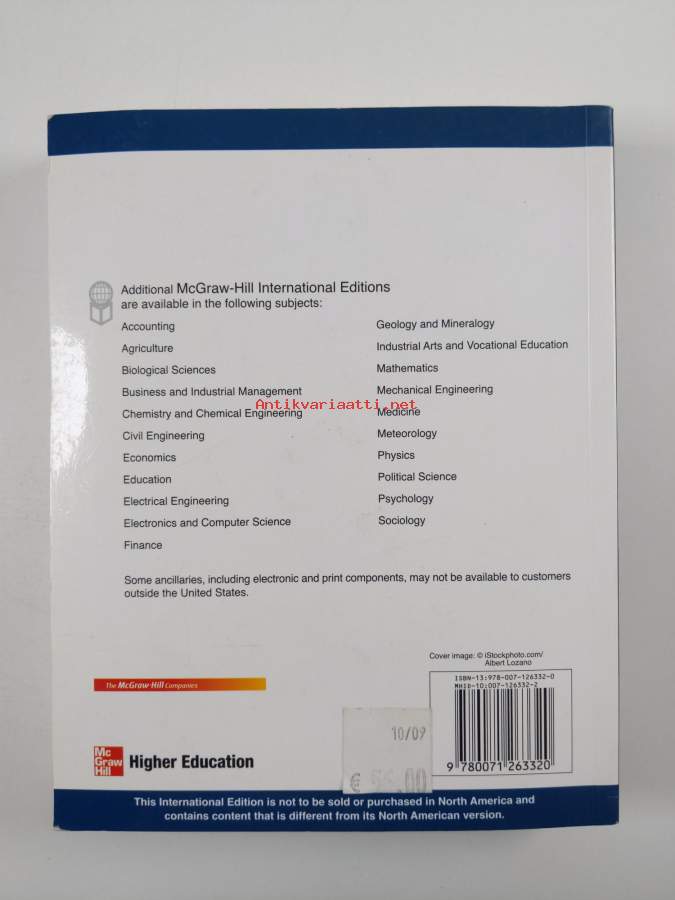 Additional McGraw-Hill International Editions
are available in the following subjects:
Accounting
Agriculture
Biological Sciences
Business and Industrial Management
Chemistry and Chemical Engineering
Civil Engineering
Economics
Education
Electrical Engineering
Electronics and Computer Science
Finance
Geology and Mineralogy
Industrial Arts and Vocational Education
Mathematics
Mechanical Engineering
Medicine
Meteorology
Physics
Political Science
Psychology
Sociology
Antikvariaatti.net
Some ancillaries, including electronic and print components, may not be available to customers
outside the United States.
Cover image: © iStockphoto.com/
Albert Lozano
ISBN-13:978-007-126332-0
MHID-10:007-126332-2
9 780071 263320
The McGraw-Hill Companies
10/09
€
Mc
Graw
Hill
Higher Education
This International Edition is not to be sold or purchased in North America and
contains content that is different from its North American version.